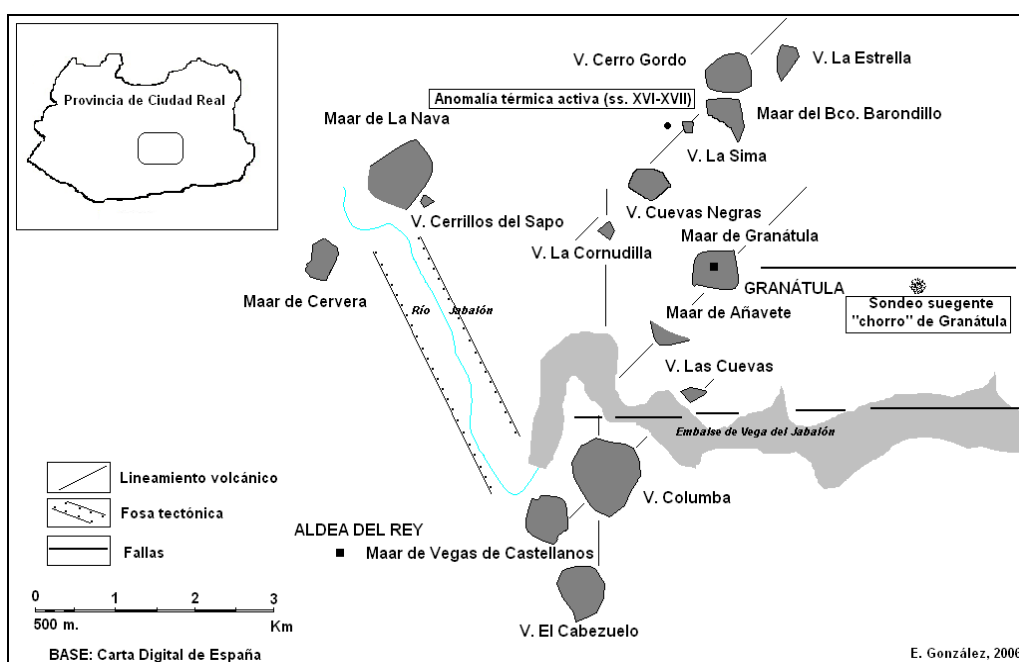 Provincia de Ciudad Real
V. Cerro Gordo
V. La Estrella
Anomalía térmica activa (ss. XVI-XVII)
Maar del Bco. Barondillo
Maar de La Nava
V. La Sima
V. Cerrillos del Sapo
V. Cuevas Negras
Maar de Granátula
V. La Cornudilla
Maar de Cervera
GRANÁTULA
Río Jabalón
Maar de Añavete
Sondeo suegente
"chorro" de Granátula
V. Las Cuevas
Embalse de Vega del Jabalón
Lineamiento volcánico
V. Columba
Fosa tectónica
ALDEA DEL REY
Fallas
Maar de Vegas de Castellanos
0 1 2 3
500 m. Km
V. El Cabezuelo
BASE: Carta Digital de España
E. González, 2006